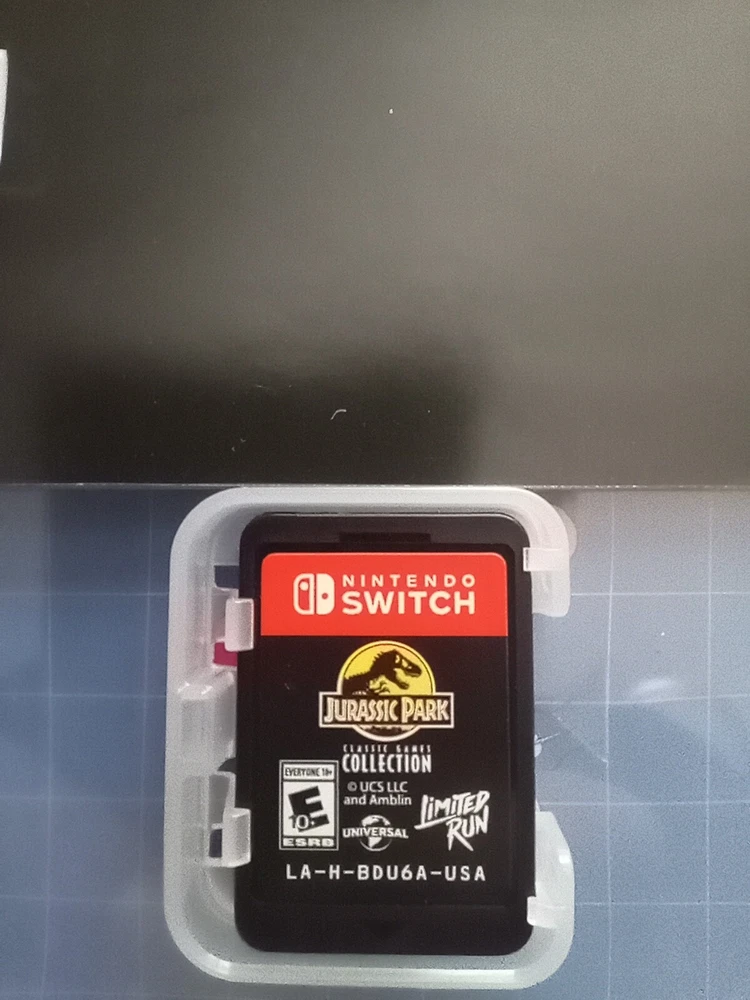 NINTENDO
SWITCH
JURASSIC PARK
CLASSIC GAMES
COLLECTION
EVERYONE 10+
E
10+
ESRB
© UCS LLC
and Amblin
UNIVERSAL
LIMITED
RUN
LA-H-BDU6A-USA